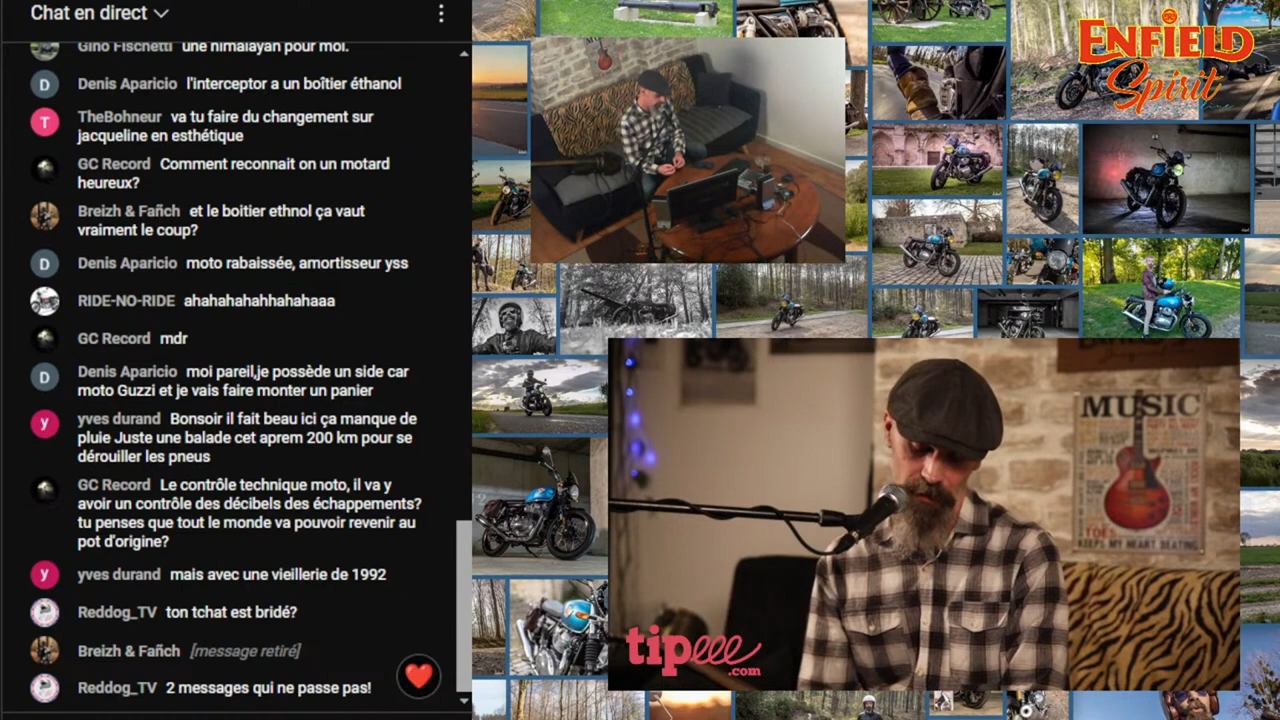 Chat en direct
Gino Fischetti une himalayan pour moi.
Denis Aparicio l'interceptor a un boîtier éthanol
T
TheBohneur va tu faire du changement sur
jacqueline en esthétique
GC Record Comment reconnait on un motard
heureux?
Breizh & Fañch et le boitier ethnol ça vaut
vraiment le coup?
D
Denis Aparicio moto rabaissée, amortisseur yss
RIDE-NO-RIDE ahahahahahhahahaaa
GC Record mdr
D
Denis Aparicio moi pareil,je possède un side car
moto Guzzi et je vais faire monter un panier
y
yves durand Bonsoir il fait beau ici ça manque de
pluie Juste une balade cet aprem 200 km pour se
dérouiller les pneus
GC Record Le contrôle technique moto, il va y
avoir un contrôle des décibels des échappements?
tu penses que tout le monde va pouvoir revenir au
pot d'origine?
y
yves durand mais avec une vieillerie de 1992
Reddog_TV ton tchat est bridé?
Breizh & Fañch [message retiré]
Reddog_TV 2 messages qui ne passe pas!
ENFIELD
Spirit
MUSIC
KEEPS MY HEART BEATING
tipeee
.com